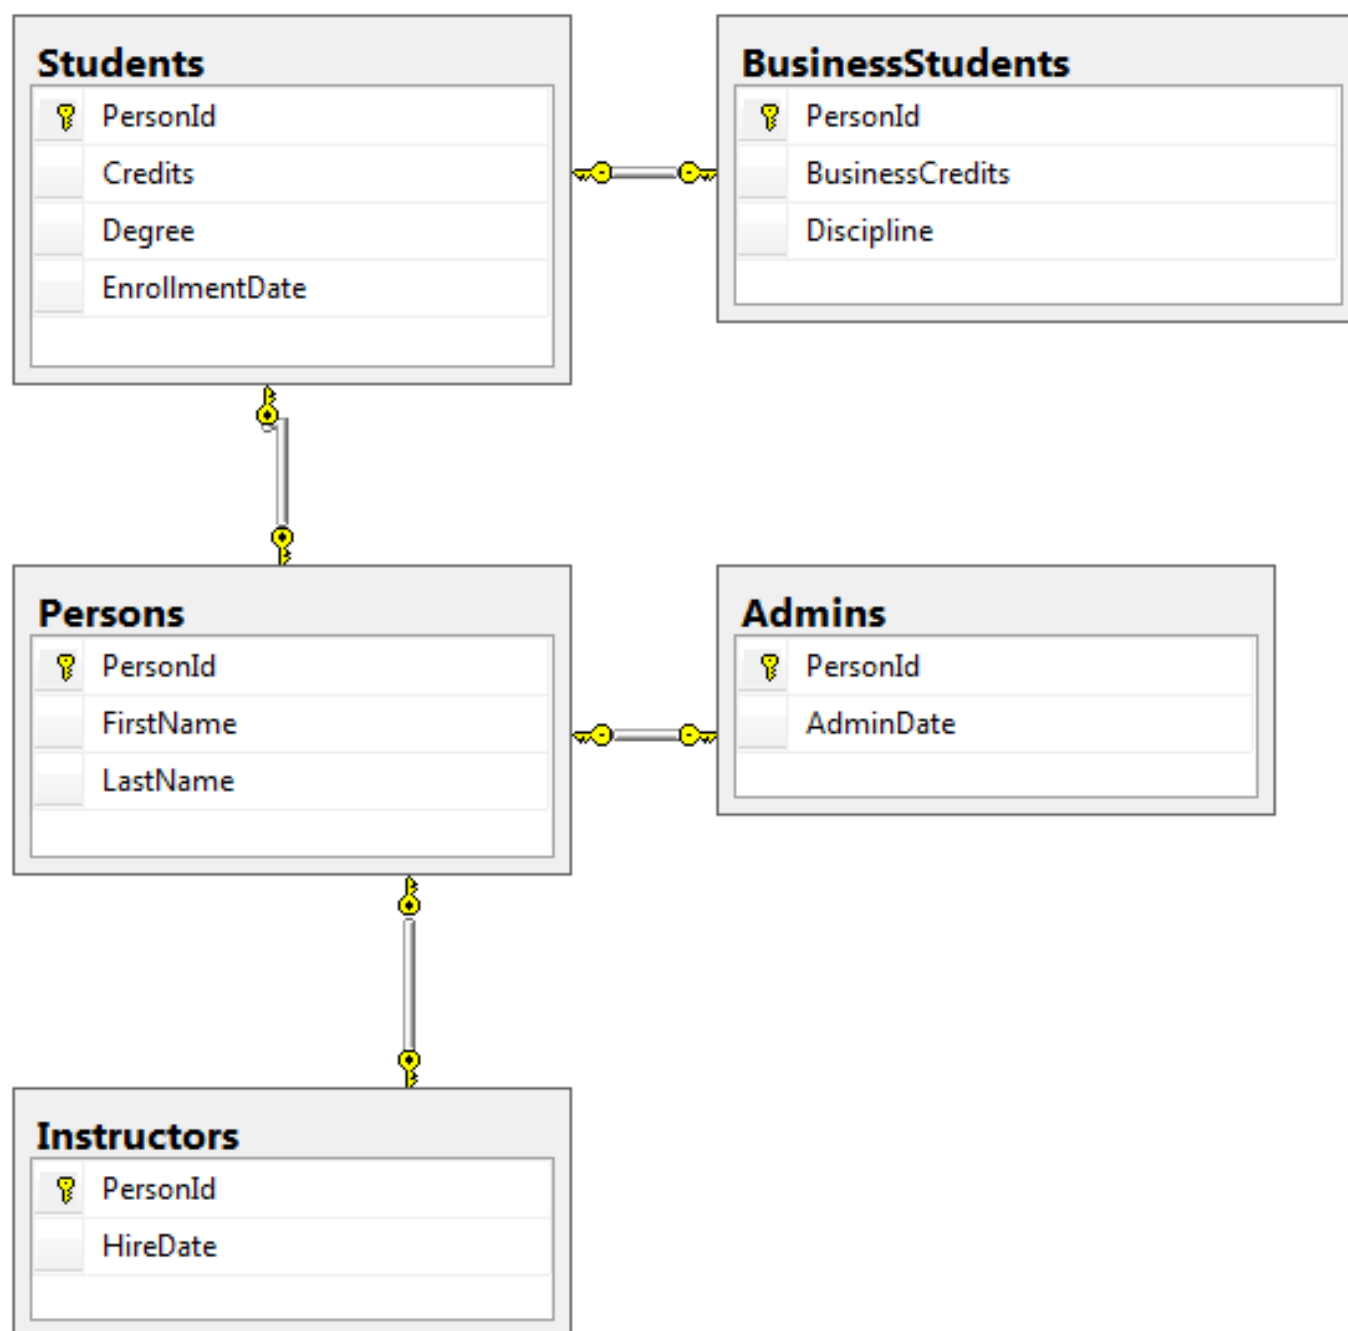 Students
PersonId
Credits
Degree
EnrollmentDate
BusinessStudents
PersonId
BusinessCredits
Discipline
Persons
PersonId
FirstName
LastName
Admins
PersonId
AdminDate
Instructors
PersonId
HireDate